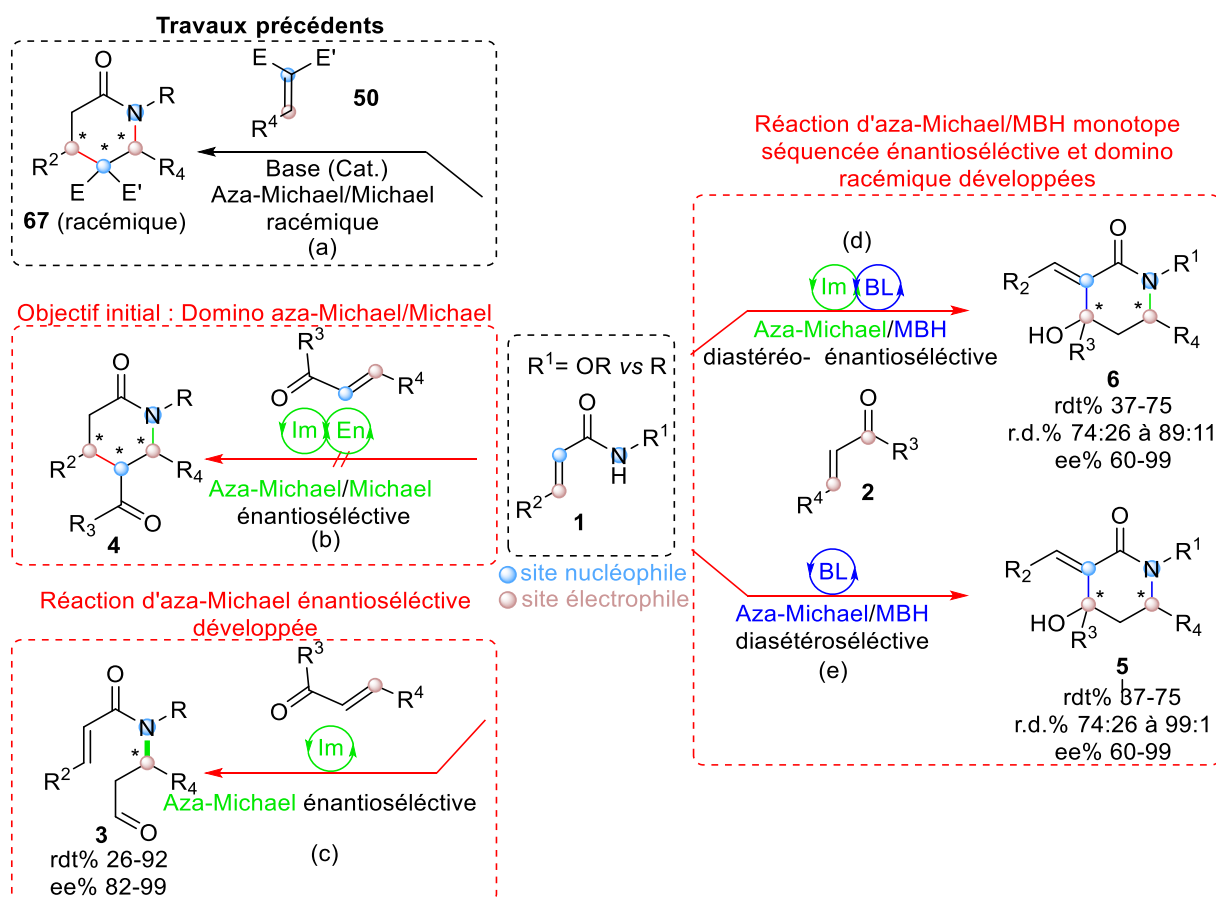 Travaux précédents
O
E
E'
N
R
50
R4
R2
*
*
*
R4
E
E'
Base (Cat.)
Aza-Michael/Michael
racémique
67 (racémique)
(a)
Objectif initial : Domino aza-Michael/Michael
R3
O
R4
O
N
R
Im
En
*
*
*
R2
R4
Aza-Michael/Michael
énantioséléctive
R3
O
4
(b)
Réaction d'aza-Michael énantioséléctive
développée
R3
O
R4
O
N
R
Im
*
R2
R4
Aza-Michael énantioséléctive
O
3
rdt% 26-92
ee% 82-99
(c)
R1= OR vs R
O
R1
N
H
R2
1
site nucléophile
site électrophile
Réaction d'aza-Michael/MBH monotope
séquencée énantioséléctive et domino
racémique développées
(d)
Im
BL
Aza-Michael/MBH
diastéréo- énantioséléctive
O
R1
N
R2
*
*
HO
R3
R4
6
rdt% 37-75
r.d.% 74:26 à 89:11
ee% 60-99
O
R3
R4
2
BL
Aza-Michael/MBH
diasétéroséléctive
(e)
O
R1
N
R2
*
*
HO
R3
R4
5
rdt% 37-75
r.d.% 74:26 à 99:1
ee% 60-99